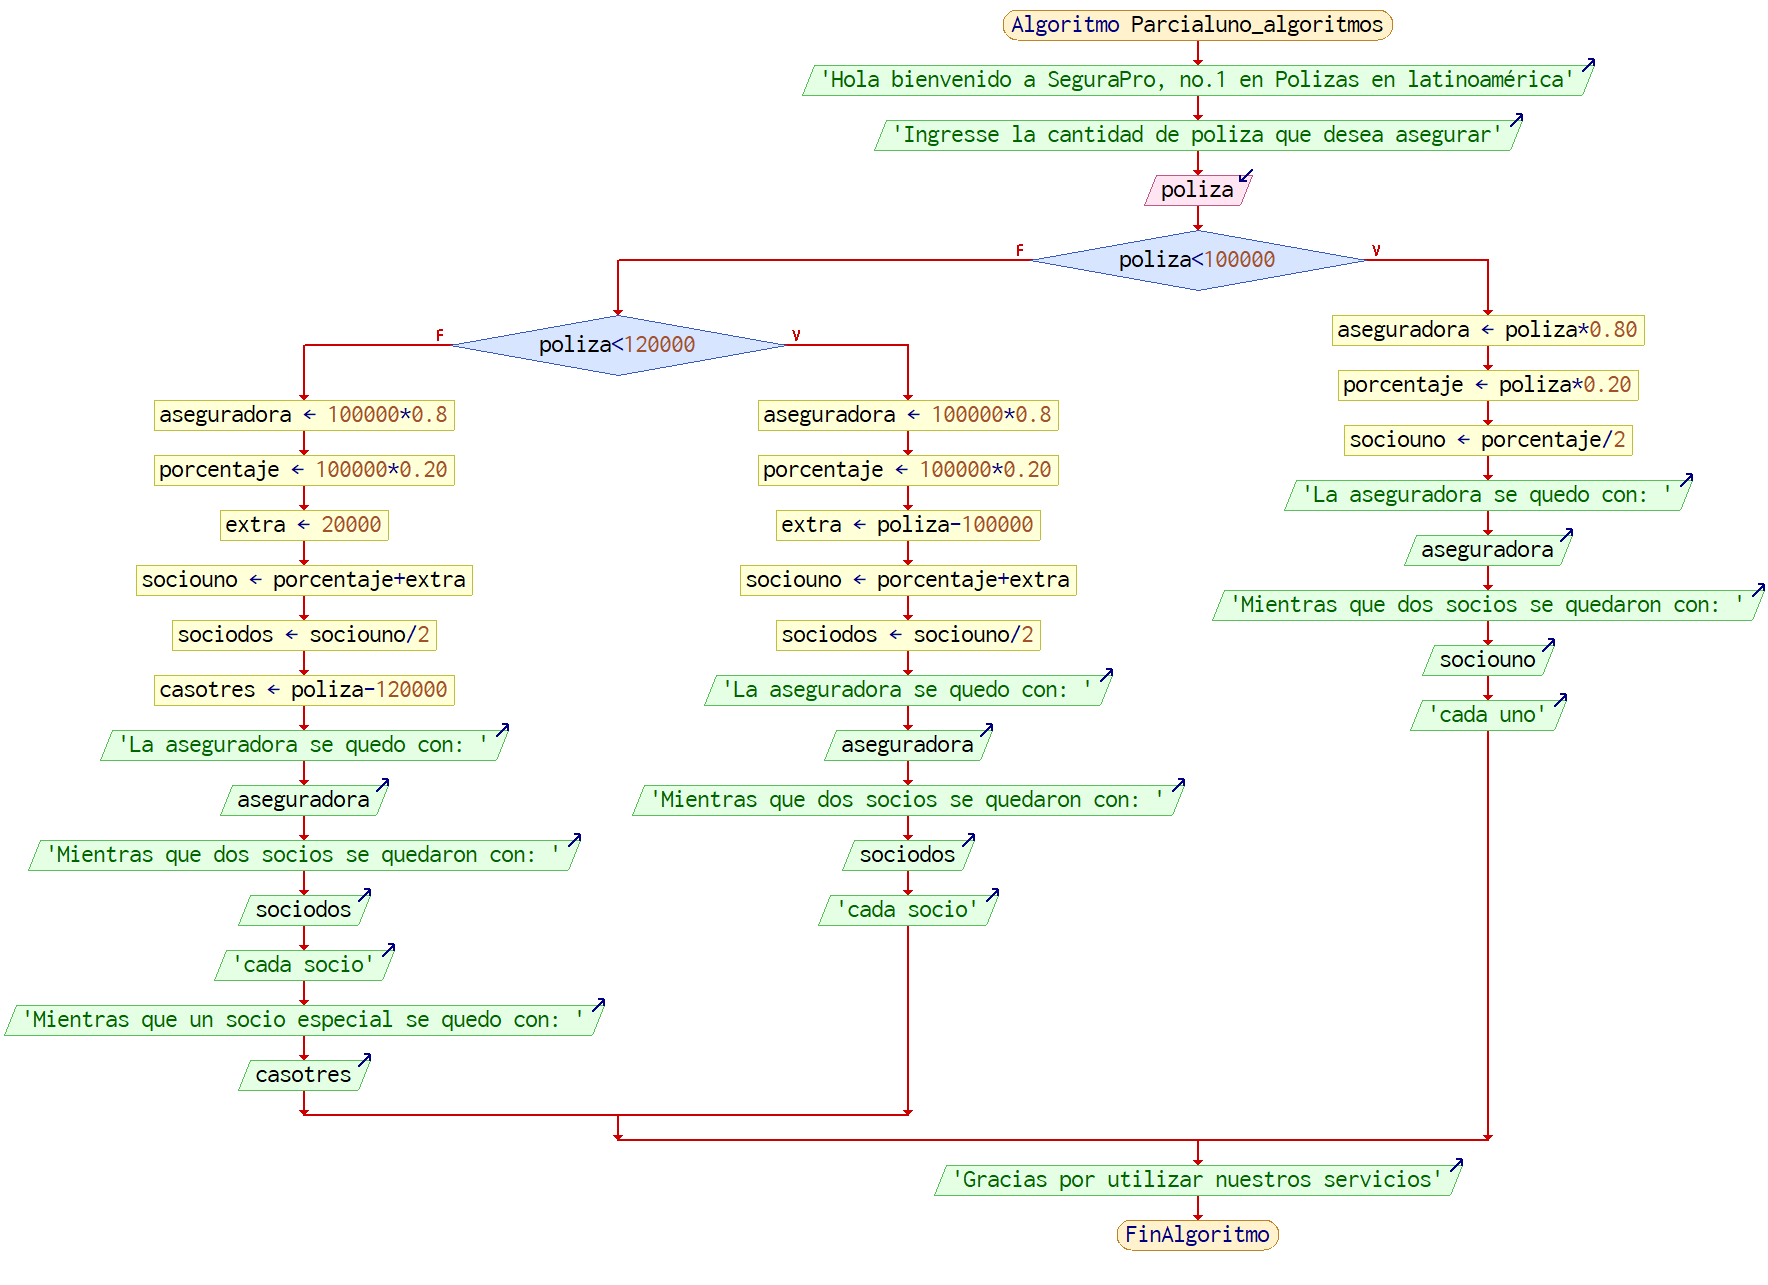 Algoritmo Parcialuno_algoritmos
'Hola bienvenido a SeguraPro, no.1 en Polizas en latinoamérica'
'Ingresse la cantidad de poliza que desea asegurar'
poliza
poliza<100000
F
V
poliza<120000
F
V
aseguradora ← 100000*0.8
porcentaje ← 100000*0.20
extra ← 20000
sociouno ← porcentaje+extra
sociodos ← sociouno/2
casotres ← poliza-120000
'La aseguradora se quedo con: '
aseguradora
'Mientras que dos socios se quedaron con: '
sociodos
'cada socio'
'Mientras que un socio especial se quedo con: '
casotres
aseguradora ← 100000*0.8
porcentaje ← 100000*0.20
extra ← poliza-100000
sociouno ← porcentaje+extra
sociodos ← sociouno/2
'La aseguradora se quedo con: '
aseguradora
'Mientras que dos socios se quedaron con: '
sociodos
'cada socio'
aseguradora ← poliza*0.80
porcentaje ← poliza*0.20
sociouno ← porcentaje/2
'La aseguradora se quedo con: '
aseguradora
'Mientras que dos socios se quedaron con: '
sociouno
'cada uno'
'Gracias por utilizar nuestros servicios'
FinAlgoritmo